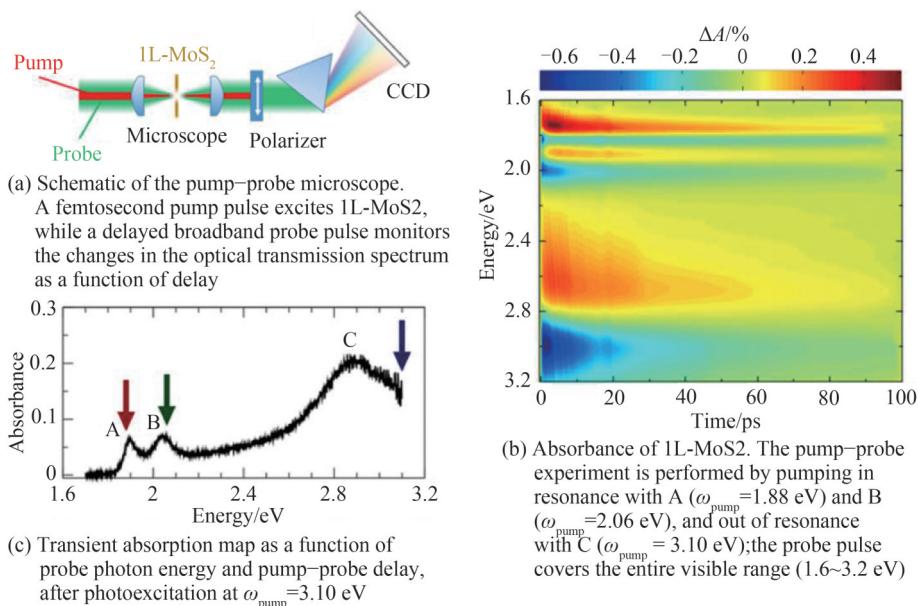 1L-MoS2
Pump
Probe
Microscope
Polarizer
CCD
(a) Schematic of the pump−probe microscope.
A femtosecond pump pulse excites 1L-MoS2,
while a delayed broadband probe pulse monitors
the changes in the optical transmission spectrum
as a function of delay
0.3
0.2
0.1
0
Absorbance
A
B
C
1.6
2
2.4
2.8
3.2
Energy/eV
(c) Transient absorption map as a function of
probe photon energy and pump−probe delay,
after photoexcitation at ωpump=3.10 eV
ΔA/%
−0.6 −0.4 −0.2 0 0.2 0.4
1.6
2.0
2.4
2.8
3.2
Energy/eV
0 20 40 60 80 100
Time/ps
(b) Absorbance of 1L-MoS2. The pump−probe
experiment is performed by pumping in
resonance with A (ωpump=1.88 eV) and B
(ωpump=2.06 eV), and out of resonance
with C (ωpump = 3.10 eV);the probe pulse
covers the entire visible range (1.6~3.2 eV)